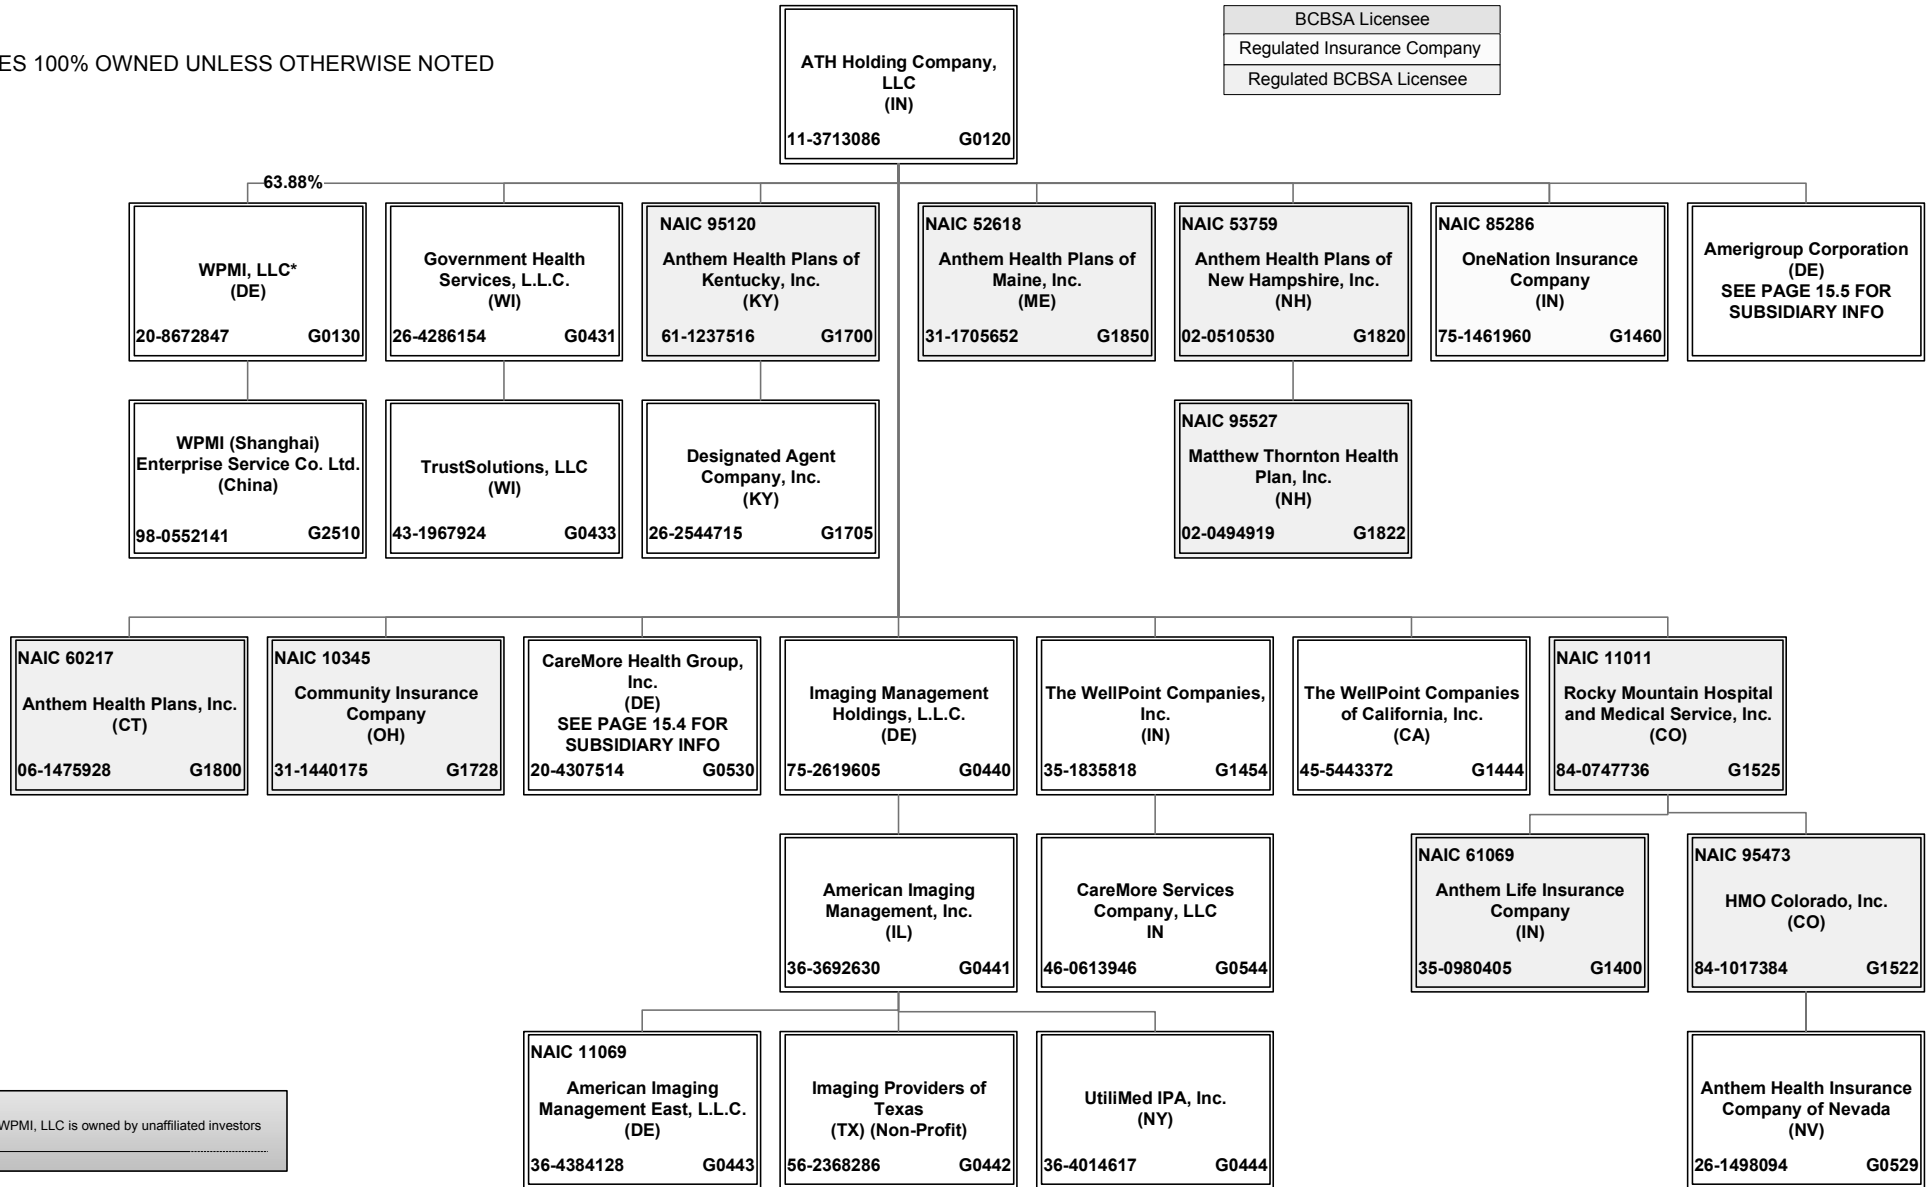 ES 100% OWNED UNLESS OTHERWISE NOTED
BCBSA Licensee
Regulated Insurance Company
Regulated BCBSA Licensee
ATH Holding Company,
LLC
(IN)
11-3713086 G0120
63.88%
WPMI, LLC*
(DE)
20-8672847 G0130
Government Health
Services, L.L.C.
(WI)
26-4286154 G0431
NAIC 95120
Anthem Health Plans of
Kentucky, Inc.
(KY)
61-1237516 G1700
NAIC 52618
Anthem Health Plans of
Maine, Inc.
(ME)
31-1705652 G1850
NAIC 53759
Anthem Health Plans of
New Hampshire, Inc.
(NH)
02-0510530 G1820
NAIC 85286
OneNation Insurance
Company
(IN)
75-1461960 G1460
Amerigroup Corporation
(DE)
SEE PAGE 15.5 FOR
SUBSIDIARY INFO
WPMI (Shanghai)
Enterprise Service Co. Ltd.
(China)
98-0552141 G2510
TrustSolutions, LLC
(WI)
43-1967924 G0433
Designated Agent
Company, Inc.
(KY)
26-2544715 G1705
NAIC 95527
Matthew Thornton Health
Plan, Inc.
(NH)
02-0494919 G1822
NAIC 60217
Anthem Health Plans, Inc.
(CT)
06-1475928 G1800
NAIC 10345
Community Insurance
Company
(OH)
31-1440175 G1728
CareMore Health Group,
Inc.
(DE)
SEE PAGE 15.4 FOR
SUBSIDIARY INFO
20-4307514 G0530
Imaging Management
Holdings, L.L.C.
(DE)
75-2619605 G0440
The WellPoint Companies,
Inc.
(IN)
35-1835818 G1454
The WellPoint Companies
of California, Inc.
(CA)
45-5443372 G1444
NAIC 11011
Rocky Mountain Hospital
and Medical Service, Inc.
(CO)
84-0747736 G1525
American Imaging
Management, Inc.
(IL)
36-3692630 G0441
CareMore Services
Company, LLC
IN
46-0613946 G0544
NAIC 61069
Anthem Life Insurance
Company
(IN)
35-0980405 G1400
NAIC 95473
HMO Colorado, Inc.
(CO)
84-1017384 G1522
NAIC 11069
American Imaging
Management East, L.L.C.
(DE)
36-4384128 G0443
Imaging Providers of
Texas
(TX) (Non-Profit)
56-2368286 G0442
UtiliMed IPA, Inc.
(NY)
36-4014617 G0444
Anthem Health Insurance
Company of Nevada
(NV)
26-1498094 G0529
WPMI, LLC is owned by unaffiliated investors